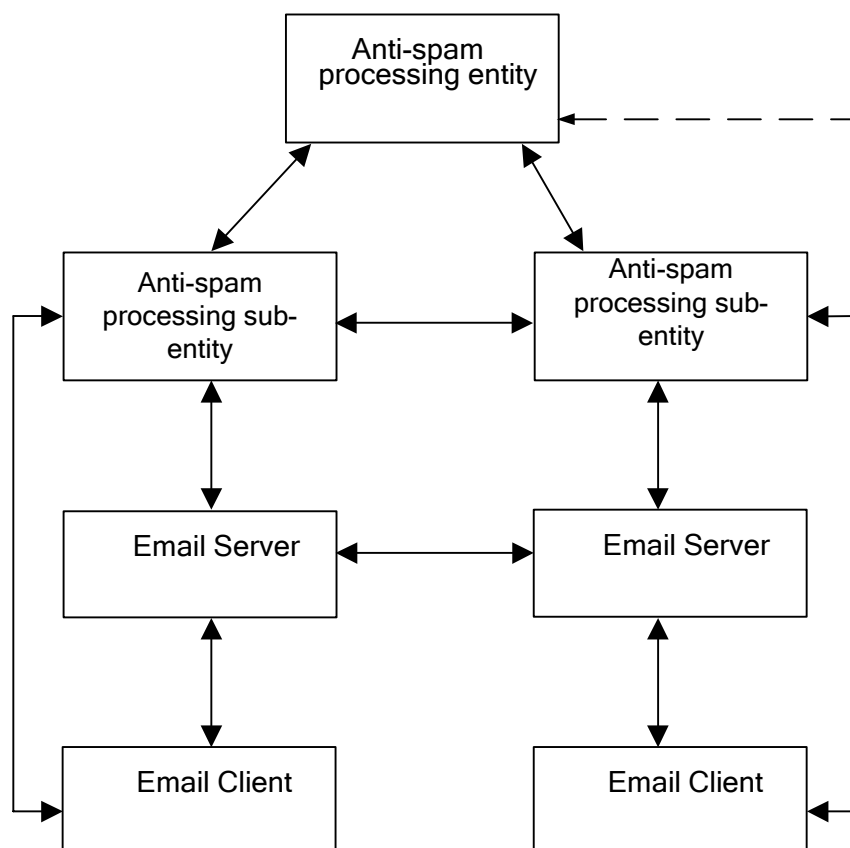 Anti-spam
processing entity
Anti-spam
processing sub-
entity
Anti-spam
processing sub-
entity
Email Server
Email Server
Email Client
Email Client